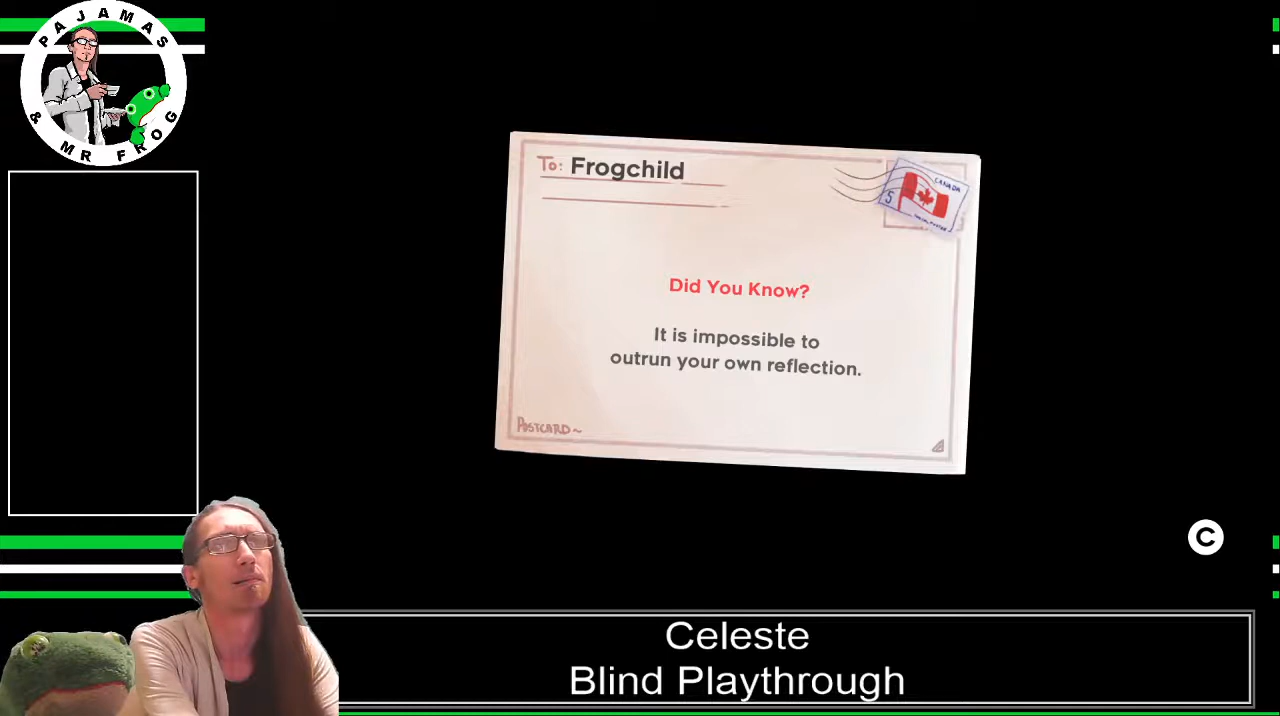 PAJAMAS
& MR FROG
To: Frogchild
CANADA
5
Did You Know?
It is impossible to
outrun your own reflection.
POSTCARD~
C
Celeste
Blind Playthrough